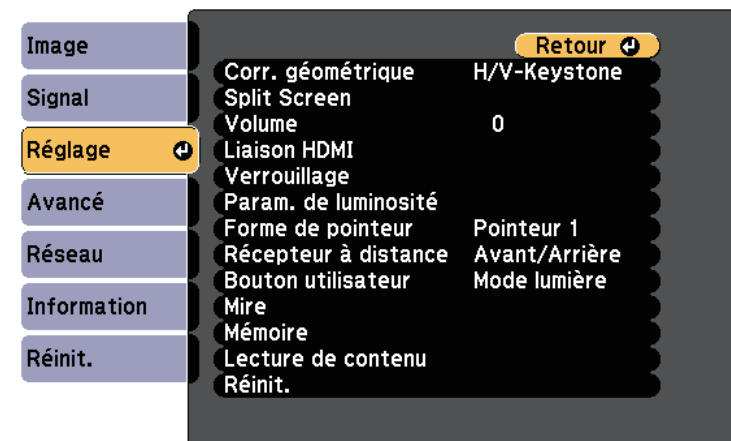 Image
Signal
Réglage
Avancé
Réseau
Information
Réinit.
Retour
Corr. géométrique H/V-Keystone
Split Screen
Volume 0
Liaison HDMI
Verrouillage
Param. de luminosité
Forme de pointeur Pointeur 1
Récepteur à distance Avant/Arrière
Bouton utilisateur Mode lumière
Mire
Mémoire
Lecture de contenu
Réinit.